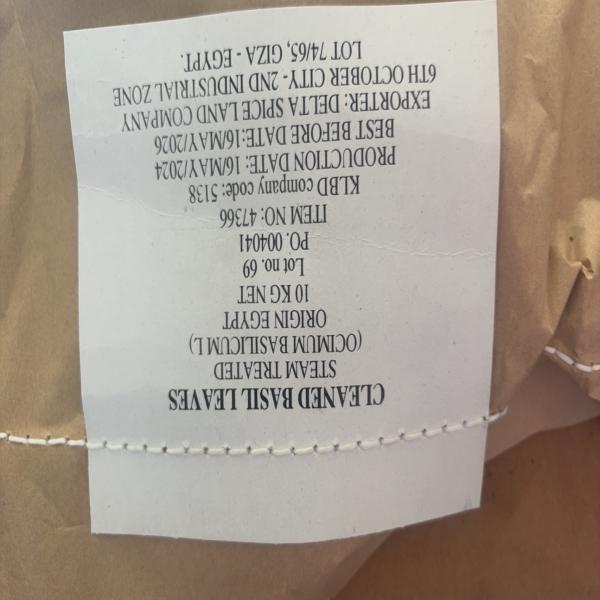 CLEANED BASIL LEAVES
STEAM TREATED
(OCIMUM BASILICUM L)
ORIGIN EGYPT
10 KG NET
Lot no. 69
PO. 004041
ITEM NO: 47366
KLBD company code: 5138
PRODUCTION DATE: 16/MAY/2024
BEST BEFORE DATE:16/MAY/2026
EXPORTER: DELTA SPICE LAND COMPANY
6TH OCTOBER CITY- 2ND INDUSTRIAL ZONE
LOT 74/65, GIZA - EGYPT.